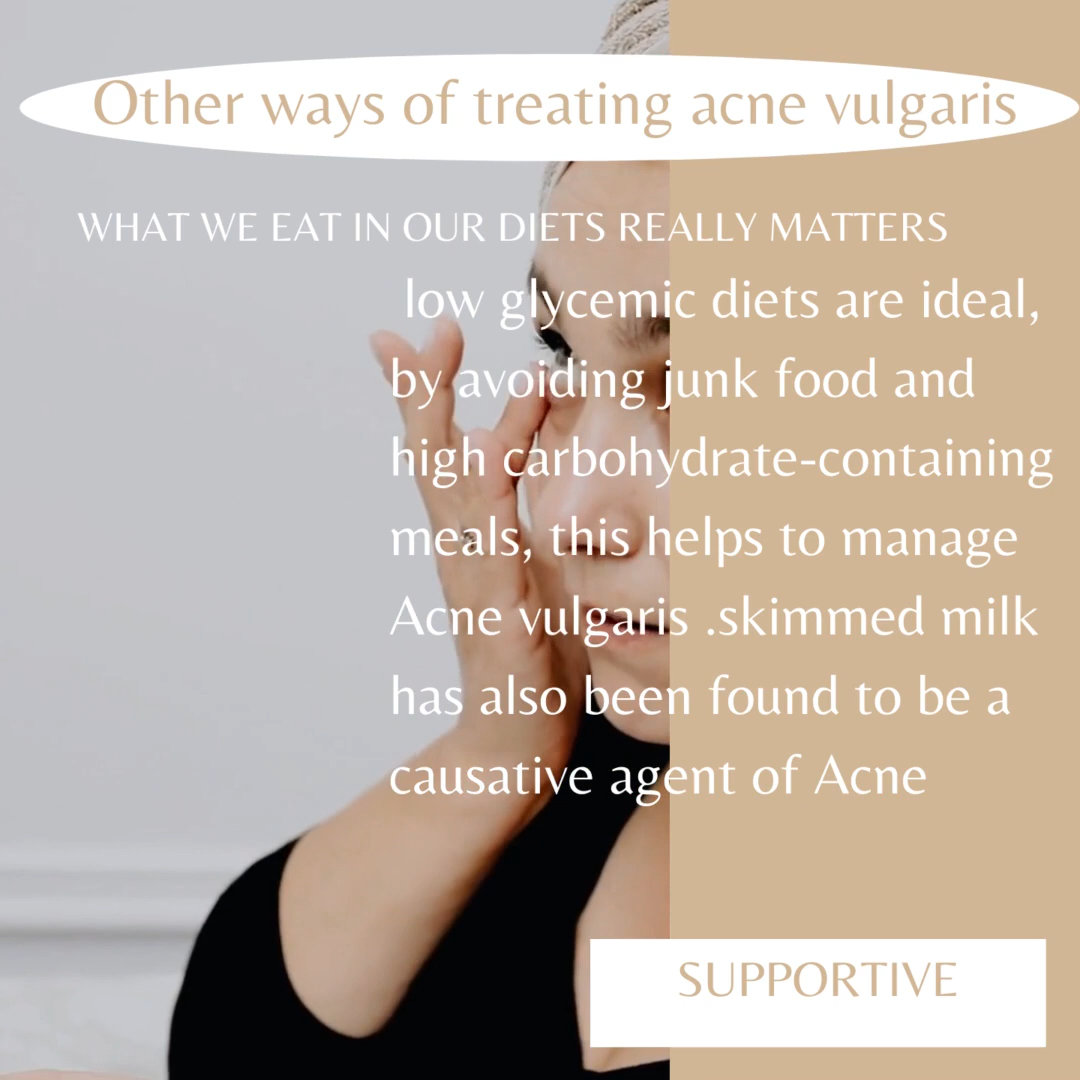 Other ways of treating acne vulgaris
WHAT WE EAT IN OUR DIETS REALLY MATTERS
low glycemic diets are ideal,
by avoiding junk food and
high carbohydrate-containing
meals, this helps to manage
Acne vulgaris .skimmed milk
has also been found to be a
causative agent of Acne
SUPPORTIVE